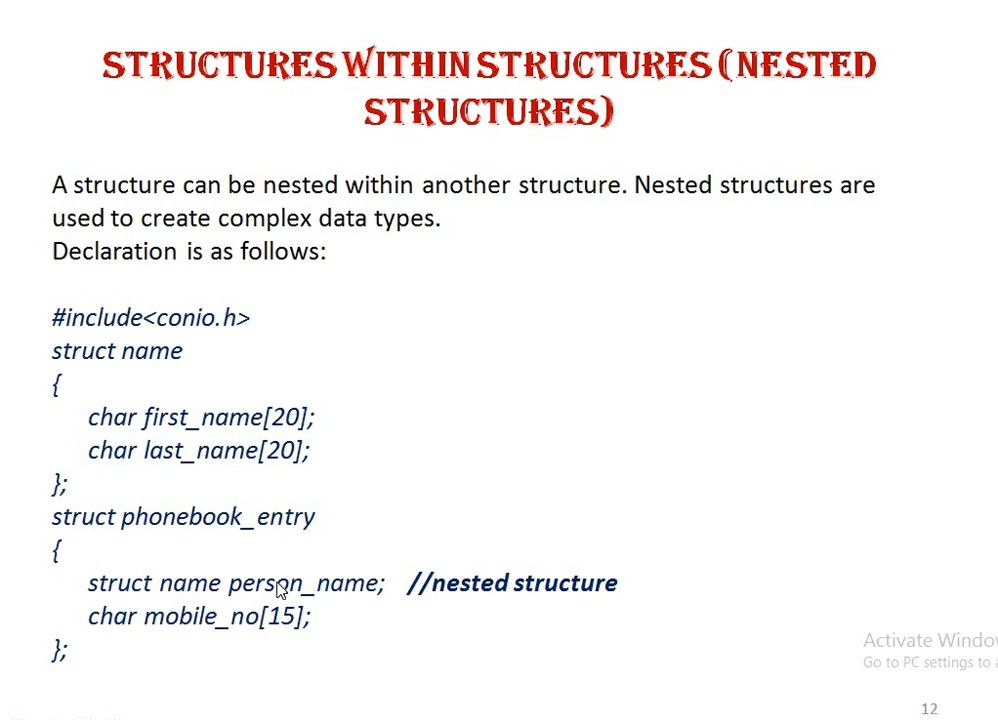 STRUCTURES WITHIN STRUCTURES (NESTED
STRUCTURES)
A structure can be nested within another structure. Nested structures are
used to create complex data types.
Declaration is as follows:
#include<conio.h>
struct name
{
char first_name[20];
char last_name[20];
};
struct phonebook_entry
{
struct name person_name; //nested structure
char mobile_no[15];
};
Activate Windo
Go to PC settings to a
12